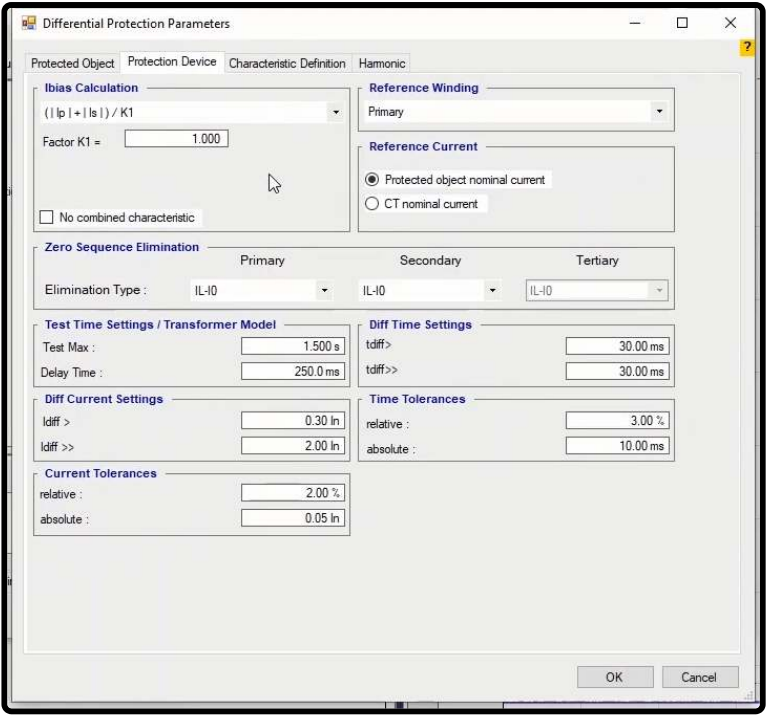 Differential Protection Parameters
?
Protected Object Protection Device Characteristic Definition Harmonic
Ibias Calculation
( | Ip | + | Is | ) / K1
Factor K1 = 1.000
No combined characteristic
Reference Winding
Primary
Reference Current
Protected object nominal current
CT nominal current
Zero Sequence Elimination
Primary Secondary Tertiary
Elimination Type : IL-I0 IL-I0 IL-I0
Test Time Settings / Transformer Model
Test Max : 1.500 s
Delay Time : 250.0 ms
Diff Time Settings
tdiff> 30.00 ms
tdiff>> 30.00 ms
Diff Current Settings
Idiff > 0.30 In
Idiff >> 2.00 In
Time Tolerances
relative : 3.00 %
absolute : 10.00 ms
Current Tolerances
relative : 2.00 %
absolute : 0.05 In
OK Cancel